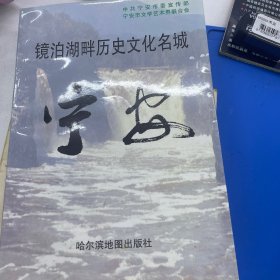 中共宁安市委宣传部
宁安市文学艺术界联合会
镜泊湖畔历史文化名城
宁安
哈尔滨地图出版社